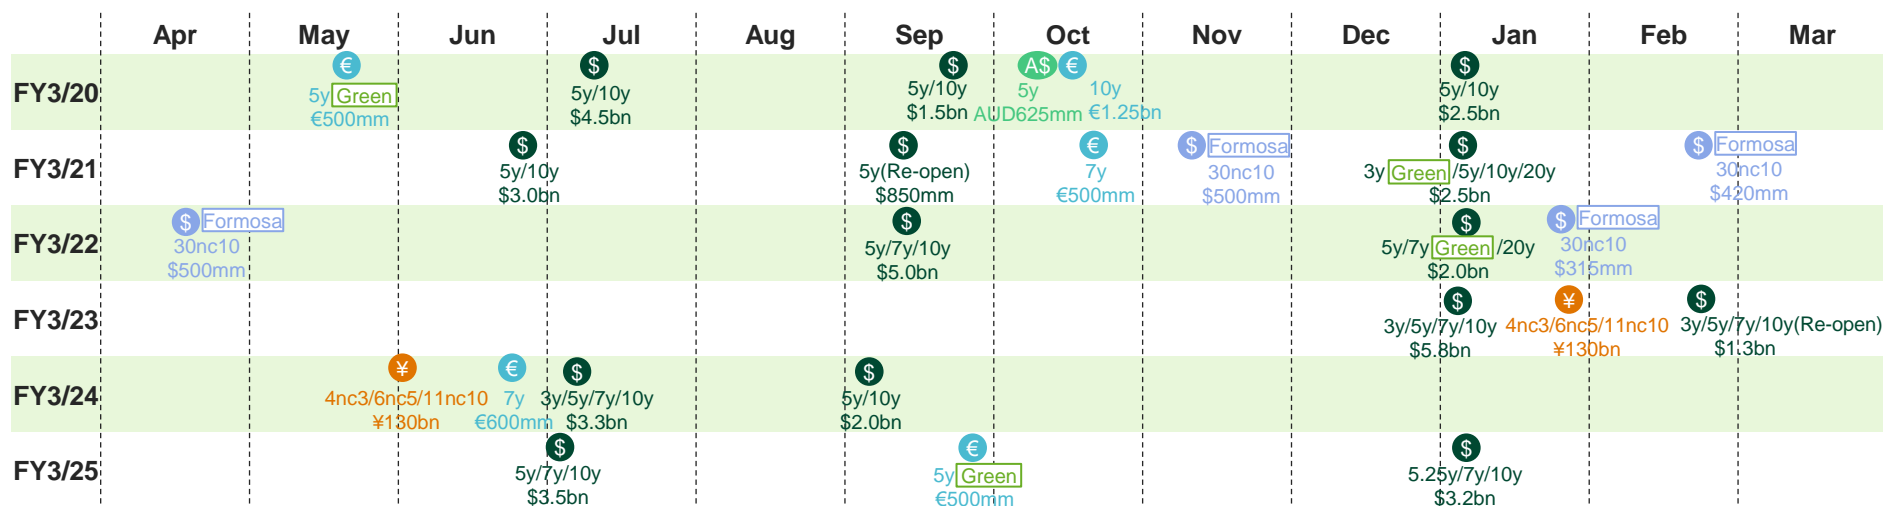 Apr May Jun Jul Aug Sep Oct Nov Dec Jan Feb Mar
FY3/20
€
5y Green
€500mm
$
5y/10y
$4.5bn
$
5y/10y
$1.5bn
A$
5y
AUD625mm
€
10y
€1.25bn
$
5y/10y
$2.5bn
FY3/21
$
5y/10y
$3.0bn
$
5y(Re-open)
$850mm
€
7y
€500mm
$ Formosa
30nc10
$500mm
$
3y Green /5y/10y/20y
$2.5bn
$ Formosa
30nc10
$420mm
FY3/22
$ Formosa
30nc10
$500mm
$
5y/7y/10y
$5.0bn
$
5y/7y Green /20y
$2.0bn
$ Formosa
30nc10
$315mm
FY3/23
$
3y/5y/7y/10y
$5.8bn
¥
4nc3/6nc5/11nc10
¥130bn
$
3y/5y/7y/10y(Re-open)
$1.3bn
FY3/24
¥
4nc3/6nc5/11nc10
¥130bn
€
7y
€600mm
$
3y/5y/7y/10y
$3.3bn
$
5y/10y
$2.0bn
FY3/25
$
5y/7y/10y
$3.5bn
€
5y Green
€500mm
$
5.25y/7y/10y
$3.2bn